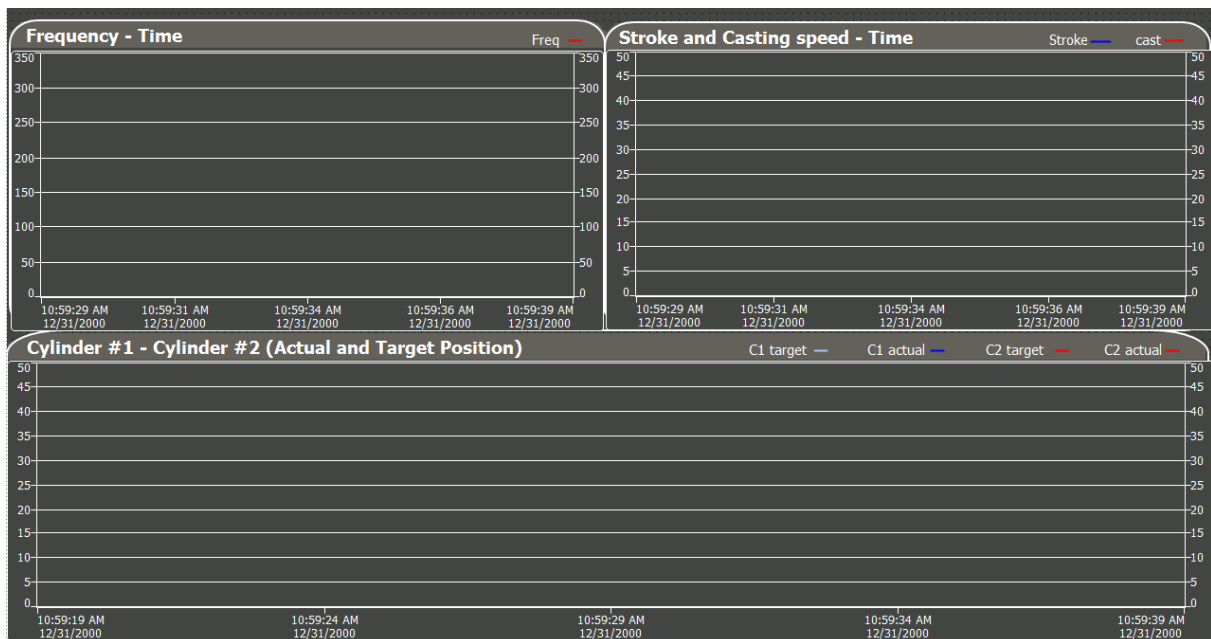 Frequency - Time
Freq
350 350
300 300
250 250
200 200
150 150
100 100
50 50
0 0
10:59:29 AM 10:59:31 AM 10:59:34 AM 10:59:36 AM 10:59:39 AM
12/31/2000 12/31/2000 12/31/2000 12/31/2000 12/31/2000
Stroke and Casting speed - Time
Stroke cast
50 50
45 45
40 40
35 35
30 30
25 25
20 20
15 15
10 10
5 5
0 0
10:59:29 AM 10:59:31 AM 10:59:34 AM 10:59:36 AM 10:59:39 AM
12/31/2000 12/31/2000 12/31/2000 12/31/2000 12/31/2000
Cylinder #1 - Cylinder #2 (Actual and Target Position)
C1 target C1 actual C2 target C2 actual
50 50
45 45
40 40
35 35
30 30
25 25
20 20
15 15
10 10
5 5
0 0
10:59:19 AM 10:59:24 AM 10:59:29 AM 10:59:34 AM 10:59:39 AM
12/31/2000 12/31/2000 12/31/2000 12/31/2000 12/31/2000